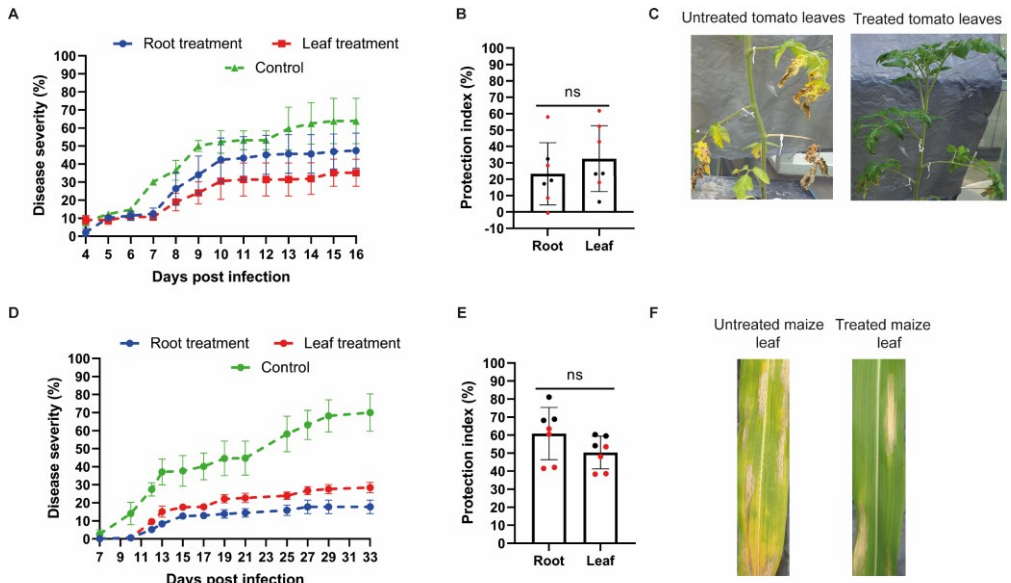 A
Root treatment
Leaf treatment
Control
Disease severity (%)
100
90
80
70
60
50
40
30
20
10
0
4 5 6 7 8 9 10 11 12 13 14 15 16
Days post infection
B
Protection index (%)
100
90
80
70
60
50
40
30
20
10
0
-10
ns
Root Leaf
C
Untreated tomato leaves
Treated tomato leaves
D
Root treatment
Leaf treatment
Control
Disease severity (%)
100
90
80
70
60
50
40
30
20
10
0
7 9 11 13 15 17 19 21 23 25 27 29 31 33
Days post infection
E
Protection index (%)
100
90
80
70
60
50
40
30
20
10
0
ns
Root Leaf
F
Untreated maize
leaf
Treated maize
leaf